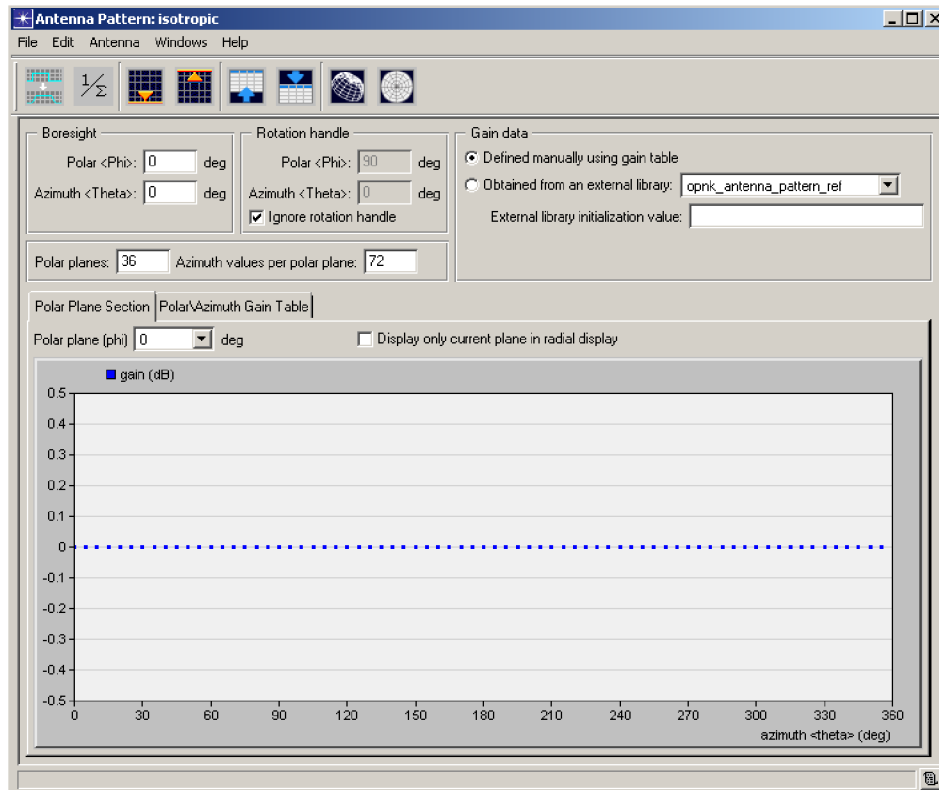 Antenna Pattern: isotropic
File Edit Antenna Windows Help
1/Σ
Boresight
Polar <Phi>: 0 deg
Azimuth <Theta>: 0 deg
Rotation handle
Polar <Phi>: 90 deg
Azimuth <Theta>: 0 deg
Ignore rotation handle
Gain data
Defined manually using gain table
Obtained from an external library: opnk_antenna_pattern_ref
External library initialization value:
Polar planes: 36 Azimuth values per polar plane: 72
Polar Plane Section Polar\Azimuth Gain Table
Polar plane (phi) 0 deg Display only current plane in radial display
gain (dB)
0.5
0.4
0.3
0.2
0.1
0
-0.1
-0.2
-0.3
-0.4
-0.5
0 30 60 90 120 150 180 210 240 270 300 330 360
azimuth <theta> (deg)